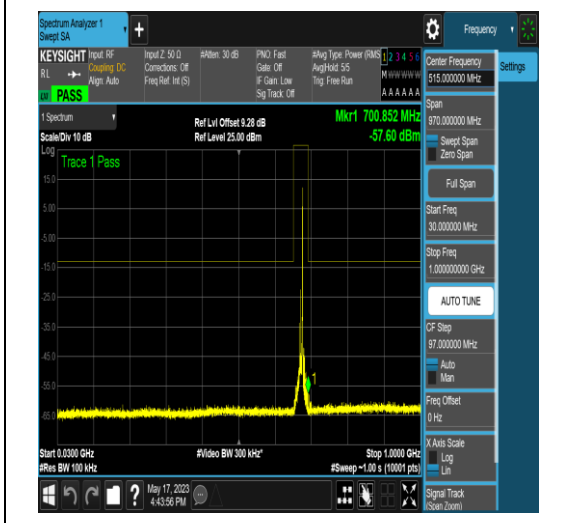 Spectrum Analyzer 1
Swept SA
+
Frequency
KEYSIGHT
RL
PASS
Input: RF
Coupling: DC
Align: Auto
Input Z: 50 Ω
Corrections: Off
Freq Ref: Int (S)
#Atten: 30 dB
PNO: Fast
Gate: Off
IF Gain: Low
Sig Track: Off
#Avg Type: Power (RMS
Avg|Hold: 5/5
Trig: Free Run
1 2 3 4 5 6
M W W W W W
A A A A A A
1 Spectrum
Scale/Div 10 dB
Ref Lvl Offset 9.28 dB
Ref Level 25.00 dBm
Mkr1 700.852 MHz
-57.60 dBm
Log
Trace 1 Pass
15.0
5.00
-5.00
-15.0
-25.0
-35.0
-45.0
-55.0
-65.0
1
Start 0.0300 GHz
#Res BW 100 kHz
#Video BW 300 kHz*
Stop 1.0000 GHz
#Sweep ~1.00 s (10001 pts)
?
May 17, 2023
4:43:56 PM
Center Frequency
515.000000 MHz
Settings
Span
970.000000 MHz
Swept Span
Zero Span
Full Span
Start Freq
30.000000 MHz
Stop Freq
1.000000000 GHz
AUTO TUNE
CF Step
97.000000 MHz
Auto
Man
Freq Offset
0 Hz
X Axis Scale
Log
Lin
Signal Track
(Span Zoom)